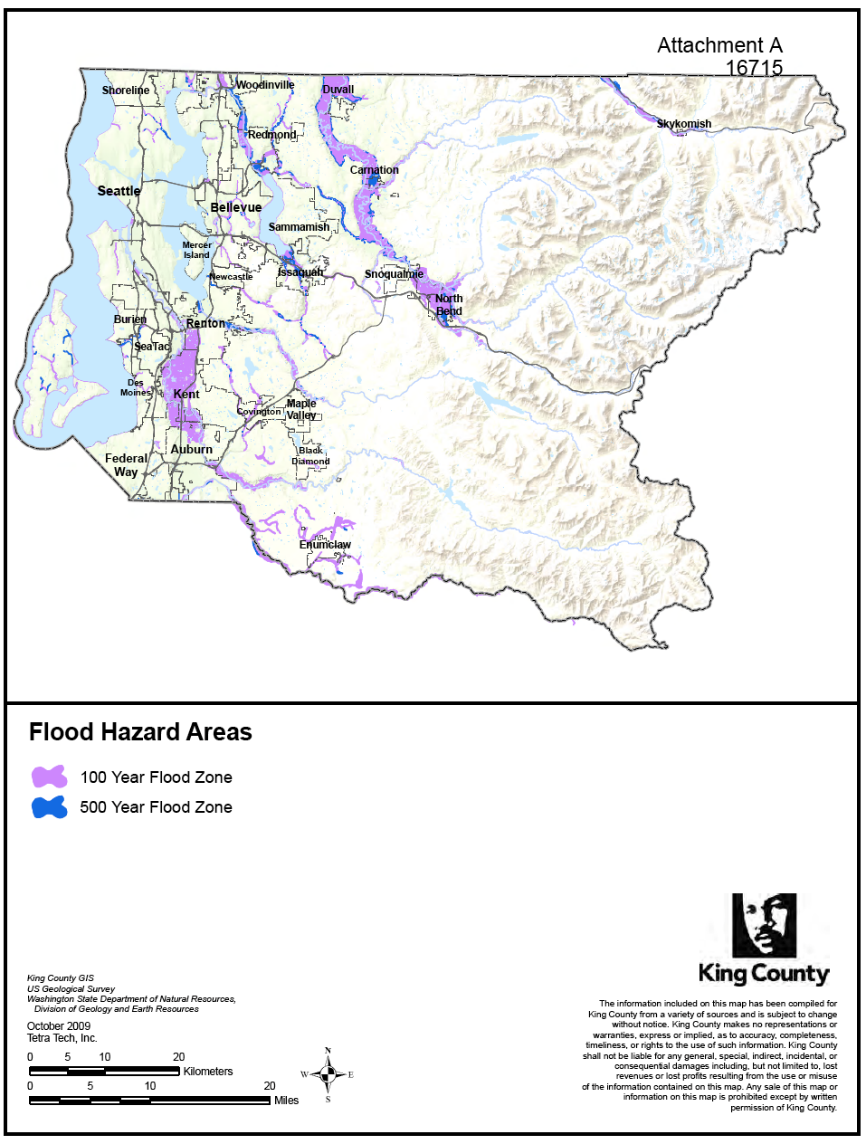 Attachment A
16715
Shoreline
Woodinville
Duvall
Skykomish
Redmond
Carnation
Seattle
Bellevue
Sammamish
Mercer
Island
Issaquah
Snoqualmie
Newcastle
North
Bend
Burien
Renton
SeaTac
Des
Moines
Kent
Covington
Maple
Valley
Auburn
Black
Diamond
Federal
Way
Enumclaw
Flood Hazard Areas
100 Year Flood Zone
500 Year Flood Zone
King County
King County GIS
US Geological Survey
Washington State Department of Natural Resources,
Division of Geology and Earth Resources
October 2009
Tetra Tech, Inc.
0 5 10 20
Kilometers
0 5 10 20
Miles
N
W E
S
The information included on this map has been compiled for
King County from a variety of sources and is subject to change
without notice. King County makes no representations or
warranties, express or implied, as to accuracy, completeness,
timeliness, or rights to the use of such information. King County
shall not be liable for any general, special, indirect, incidental, or
consequential damages including, but not limited to, lost
revenues or lost profits resulting from the use or misuse
of the information contained on this map. Any sale of this map or
information on this map is prohibited except by written
permission of King County.